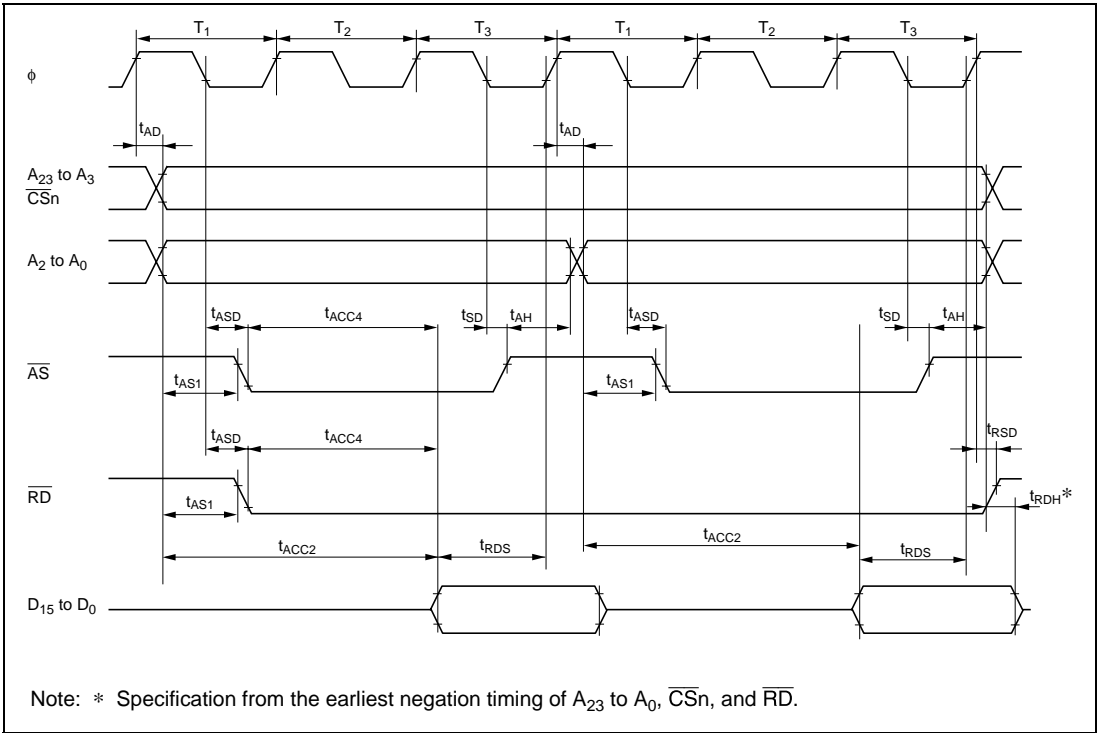 T1 T2 T3 T1 T2 T3
φ
tAD tAD
A23 to A3
CSn
A2 to A0
tASD tACC4 tSD tAH tASD tSD tAH
AS
tAS1 tAS1
tASD tACC4 tRSD
RD
tAS1 tRDH*
tACC2 tRDS tACC2 tRDS
D15 to D0
Note: * Specification from the earliest negation timing of A23 to A0, CSn, and RD.